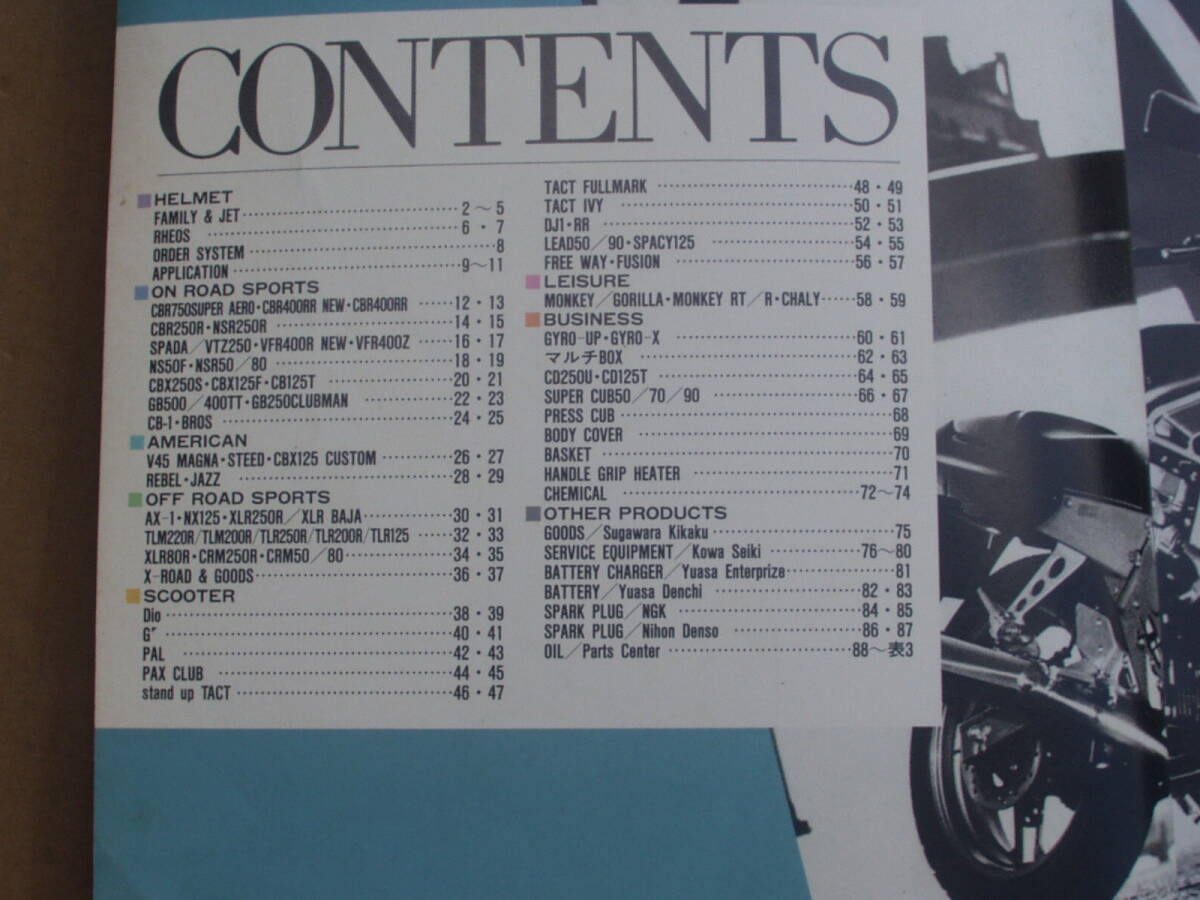 CONTENTS
HELMET
FAMILY & JET 2～5
RHEOS 6・7
ORDER SYSTEM 8
APPLICATION 9～11
ON ROAD SPORTS
CBR750SUPER AERO・CBR400RR NEW・CBR400RR 12・13
CBR250R・NSR250R 14・15
SPADA／VTZ250・VFR400R NEW・VFR400Z 16・17
NS50F・NSR50／80 18・19
CBX250S・CBX125F・CB125T 20・21
GB500／400TT・GB250CLUBMAN 22・23
CB-1・BROS 24・25
AMERICAN
V45 MAGNA・STEED・CBX125 CUSTOM 26・27
REBEL・JAZZ 28・29
OFF ROAD SPORTS
AX-1・NX125・XLR250R／XLR BAJA 30・31
TLM220R/TLM200R/TLR250R/TLR200R/TLR125 32・33
XLR80R・CRM250R・CRM50／80 34・35
X-ROAD & GOODS 36・37
SCOOTER
Dio 38・39
G' 40・41
PAL 42・43
PAX CLUB 44・45
stand up TACT 46・47
TACT FULLMARK 48・49
TACT IVY 50・51
DJ1・RR 52・53
LEAD50／90・SPACY125 54・55
FREE WAY・FUSION 56・57
LEISURE
MONKEY／GORILLA・MONKEY RT／R・CHALY 58・59
BUSINESS
GYRO-UP・GYRO-X 60・61
マルチBOX 62・63
CD250U・CD125T 64・65
SUPER CUB50／70／90 66・67
PRESS CUB 68
BODY COVER 69
BASKET 70
HANDLE GRIP HEATER 71
CHEMICAL 72～74
OTHER PRODUCTS
GOODS／Sugawara Kikaku 75
SERVICE EQUIPMENT／Kowa Seiki 76～80
BATTERY CHARGER／Yuasa Enterprize 81
BATTERY／Yuasa Denchi 82・83
SPARK PLUG／NGK 84・85
SPARK PLUG／Nihon Denso 86・87
OIL／Parts Center 88～表3